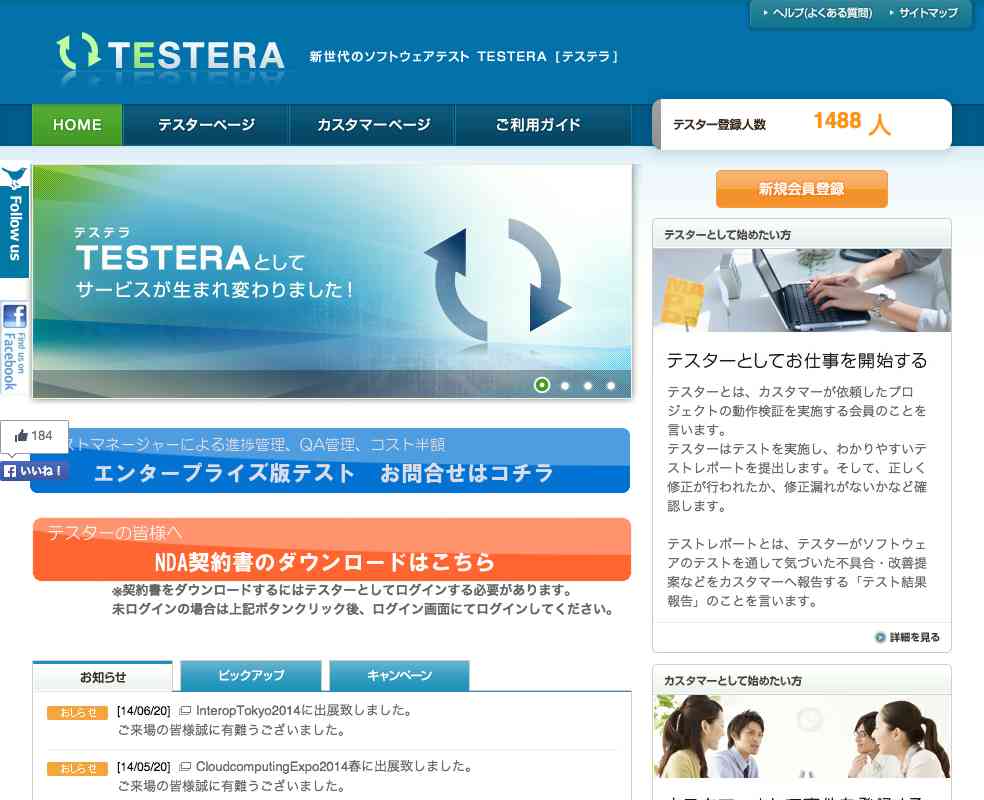 ヘルプ(よくある質問)
サイトマップ
TESTERA
新世代のソフトウェアテスト TESTERA [テステラ]
HOME
テスターページ
カスタマーページ
ご利用ガイド
テスター登録人数
1488 人
Follow us
Find us on
Facebook
テステラ
TESTERAとして
サービスが生まれ変わりました!
新規会員登録
テスターとして始めたい方
テスターとしてお仕事を開始する
テスターとは、カスタマーが依頼したプロ
ジェクトの動作検証を実施する会員のことを
言います。
テスターはテストを実施し、わかりやすいテ
ストレポートを提出します。そして、正しく
修正が行われたか、修正漏れがないかなど確
認します。
テストレポートとは、テスターがソフトウェ
アのテストを通して気づいた不具合・改善提
案などをカスタマーへ報告する「テスト結果
報告」のことを言います。
詳細を見る
184
いいね!
ストマネージャーによる進捗管理、QA管理、コスト半額
エンタープライズ版テスト お問合せはコチラ
テスターの皆様へ
NDA契約書のダウンロードはこちら
※契約書をダウンロードするにはテスターとしてログインする必要があります。
未ログインの場合は上記ボタンクリック後、ログイン画面にてログインしてください。
お知らせ
ピックアップ
キャンペーン
おしらせ [14/06/20] InteropTokyo2014に出展致しました。
ご来場の皆様誠に有難うございました。
おしらせ [14/05/20] CloudcomputingExpo2014春に出展致しました。
ご来場の皆様誠に有難うございました。
カスタマーとして始めたい方